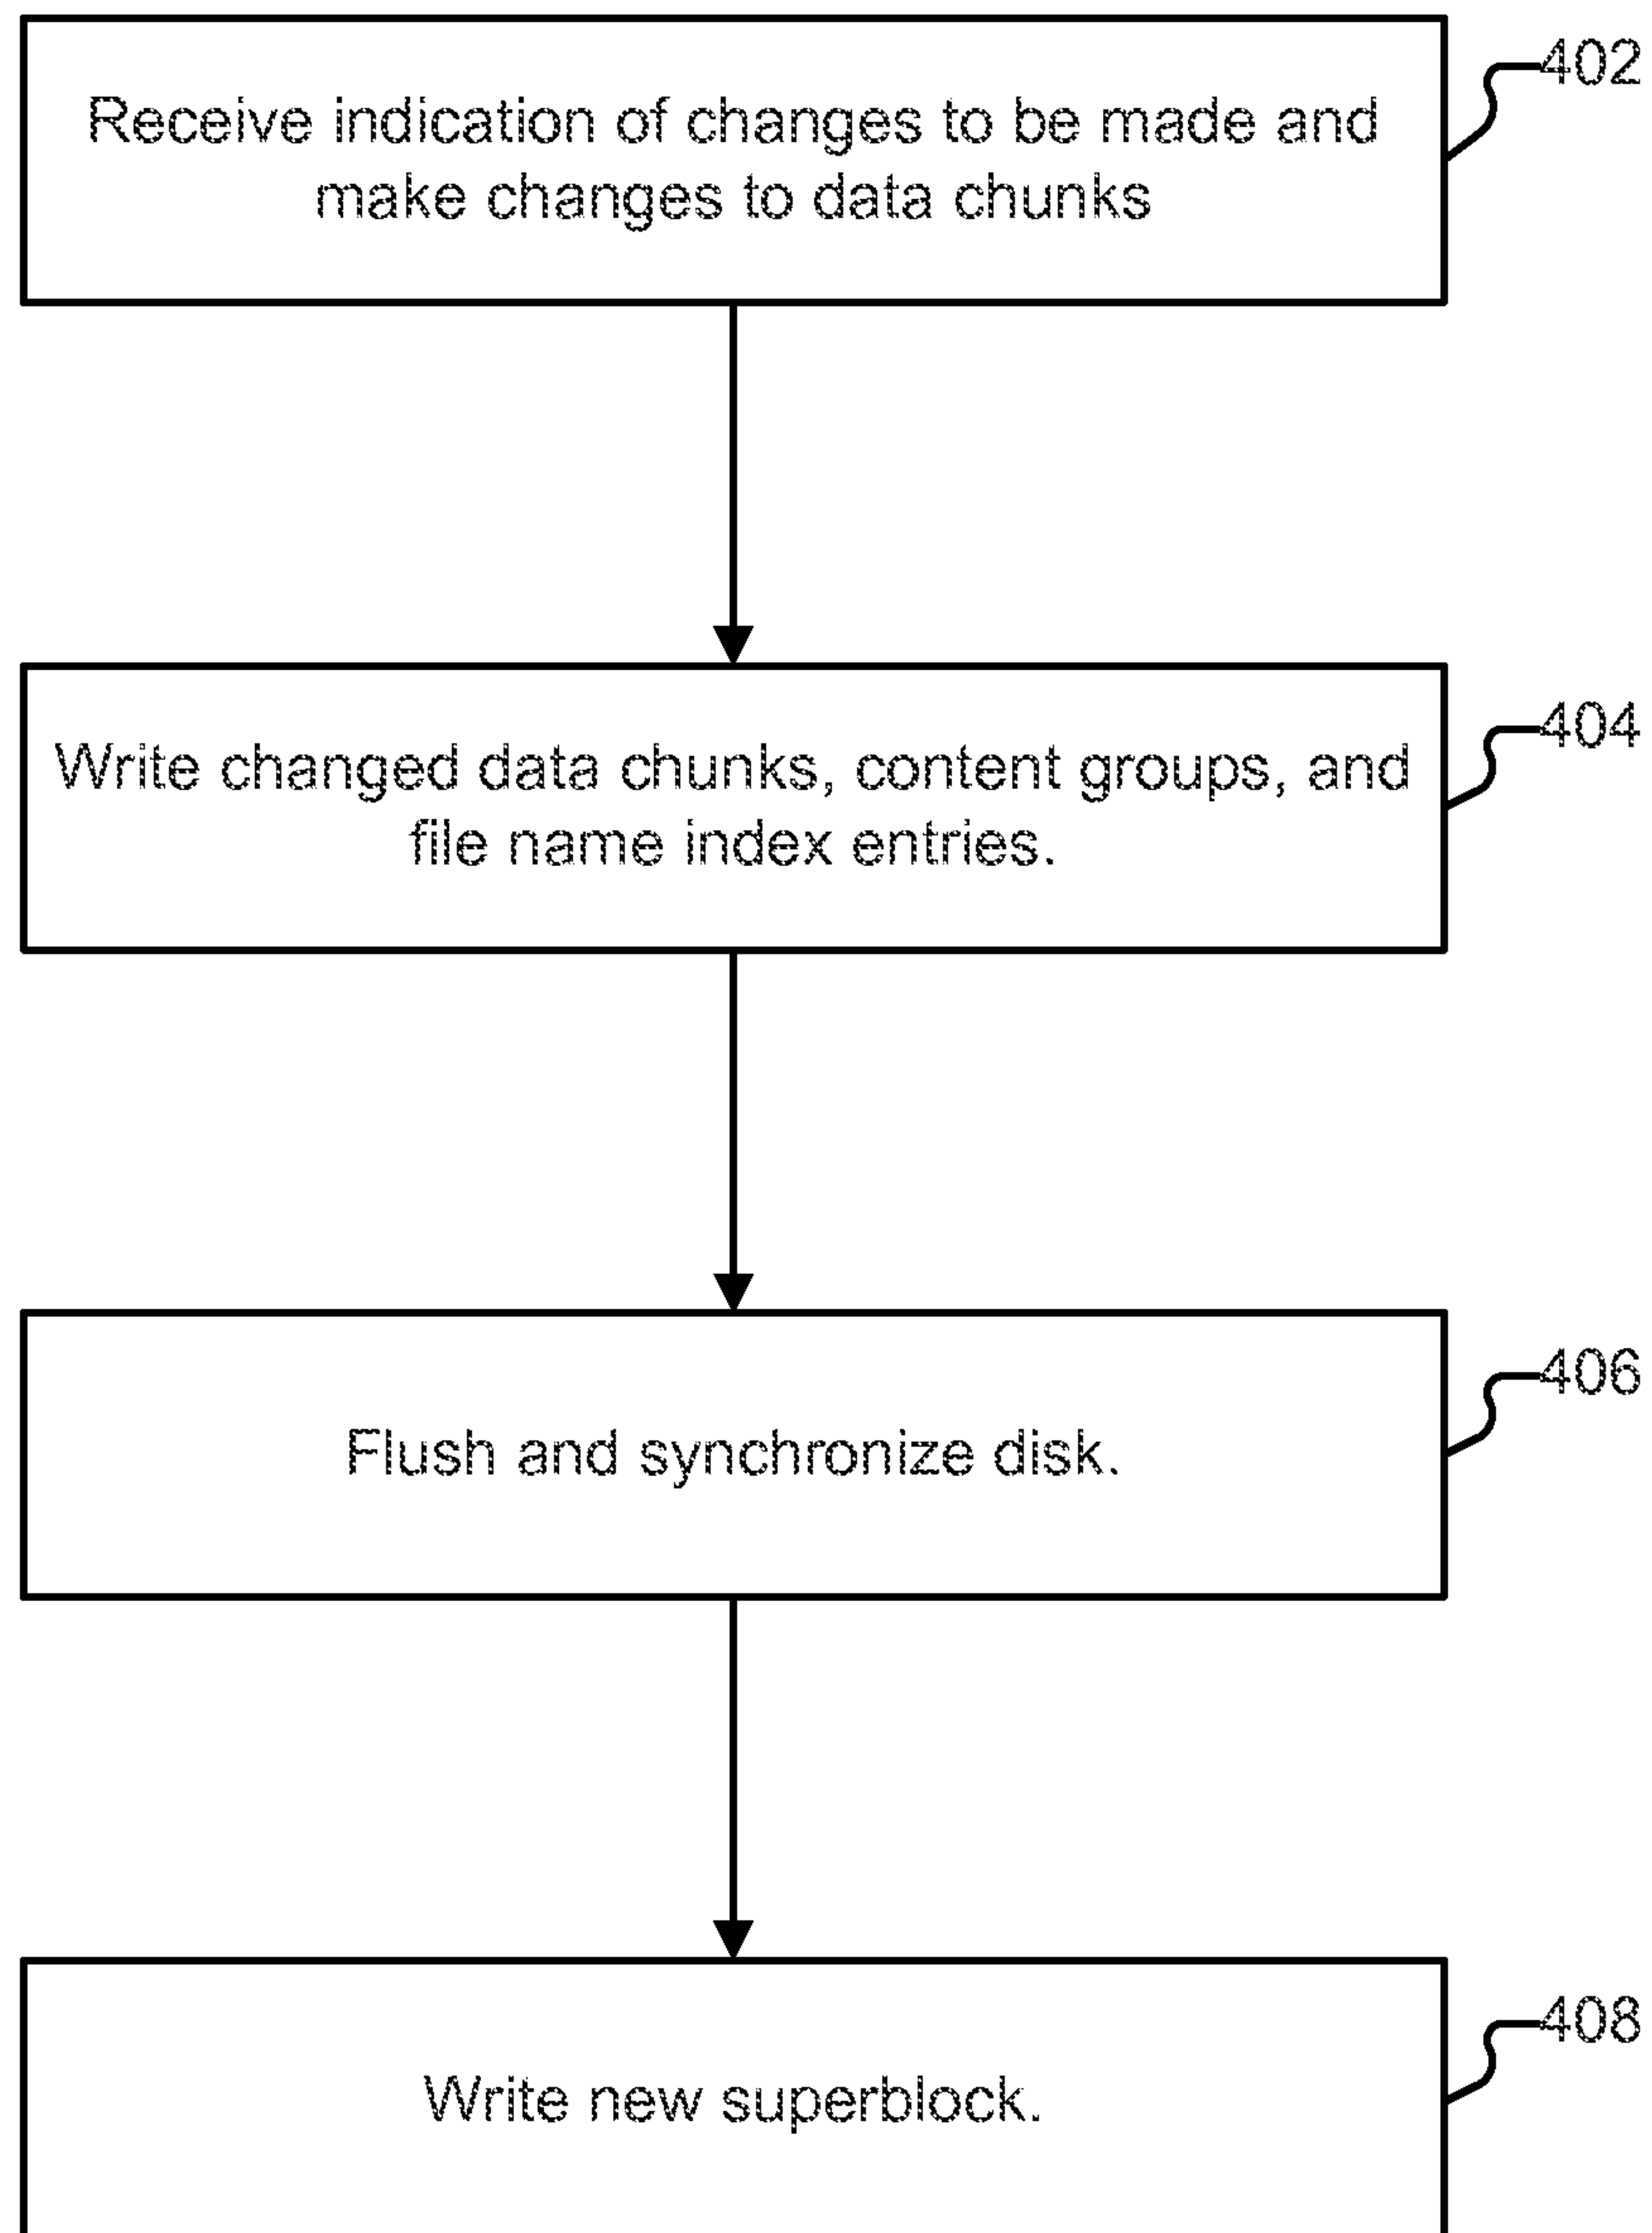 402
Receive indication of changes to be made and
make changes to data chunks
404
Write changed data chunks, content groups, and
file name index entries.
406
Flush and synchronize disk.
408
Write new superblock.